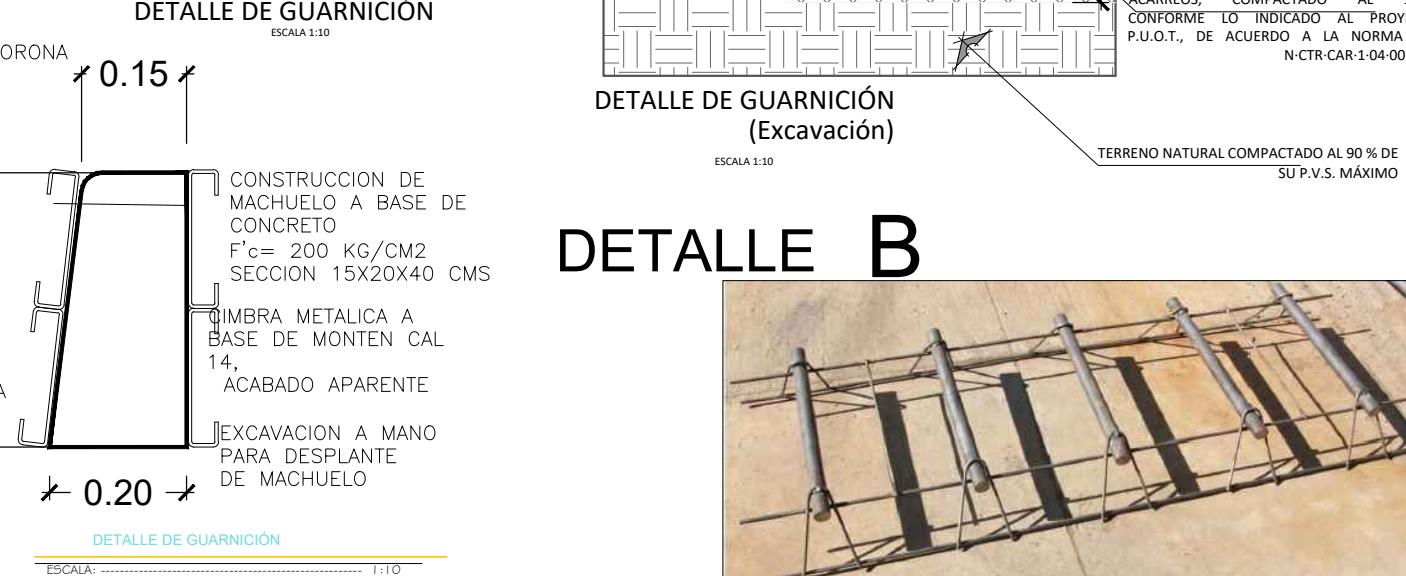 DETALLE DE GUARNICIÓN
ESCALA 1:10
0.15
CONSTRUCCION DE
MACHUELO A BASE DE
CONCRETO
F'c= 200 KG/CM2
SECCION 15X20X40 CMS
CIMBRA METALICA A
BASE DE MONTEN CAL
14,
ACABADO APARENTE
EXCAVACION A MANO
PARA DESPLANTE
DE MACHUELO
0.20
DETALLE DE GUARNICIÓN
ESCALA: ---------------------------------------------------------- 1:10
ACARREOS, COMPACTADO AL
CONFORME LO INDICADO AL PROY
P.U.O.T., DE ACUERDO A LA NORMA
N·CTR·CAR·1·04·00
DETALLE DE GUARNICIÓN
(Excavación)
ESCALA 1:10
TERRENO NATURAL COMPACTADO AL 90 % DE
SU P.V.S. MÁXIMO
DETALLE B